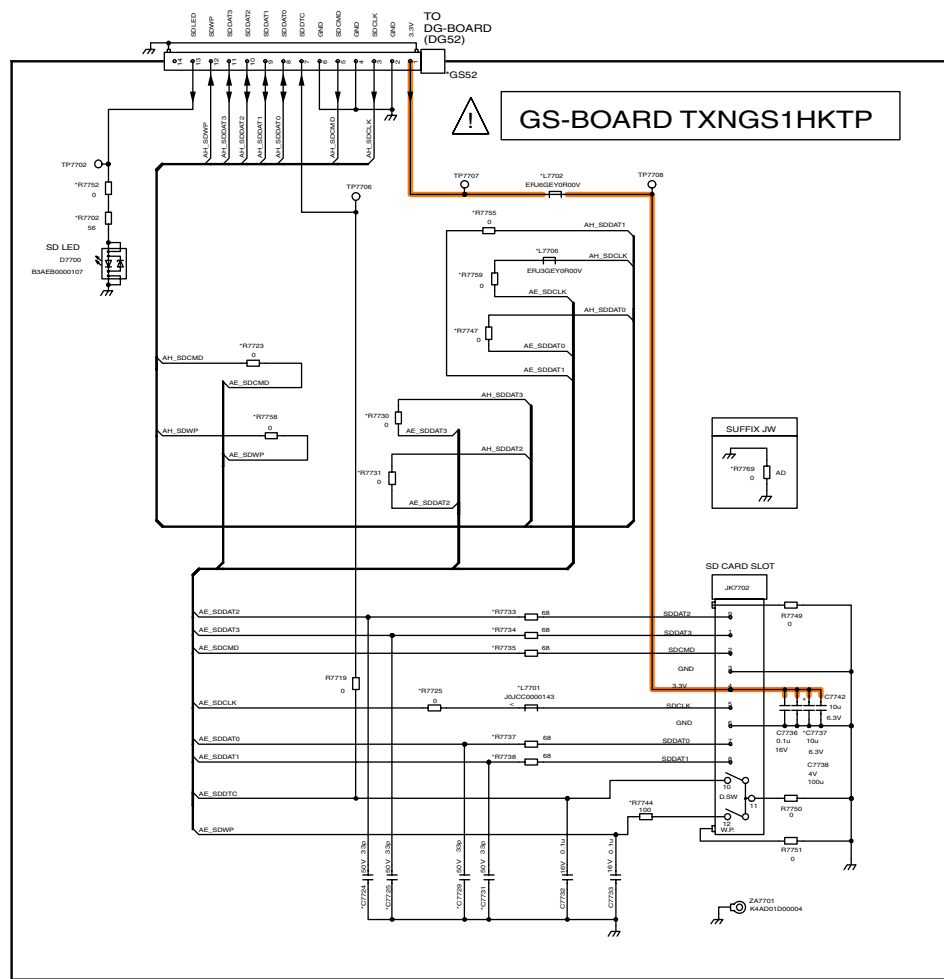 TO
DG-BOARD
(DG52)
SDLED
SDWP
SDDAT3
SDDAT2
SDDAT1
SDDAT0
SDDTC
GND
SDCMD
GND
SDCLK
GND
3.3V
14
13
12
11
10
9
8
7
6
5
4
3
2
1
*GS52
! GS-BOARD TXNGS1HKTP
AH_SDWP
AH_SDDAT3
AH_SDDAT2
AH_SDDAT1
AH_SDDAT0
AH_SDCMD
AH_SDCLK
TP7702
*R7752
0
*R7702
56
SD LED
D7700
B3AEB0000107
TP7706
TP7707
*L7702
ERJ6GEY0R00V
TP7708
*R7755
0
AH_SDDAT1
*L7706
ERJ3GEY0R00V
AH_SDCLK
*R7759
0
AE_SDCLK
AH_SDDAT0
*R7747
0
AE_SDDAT0
AE_SDDAT1
AH_SDCMD
*R7723
0
AE_SDCMD
AH_SDWP
*R7758
0
AE_SDWP
AH_SDDAT3
*R7730
0
AE_SDDAT3
AH_SDDAT2
*R7731
0
AE_SDDAT2
SUFFIX JW
*R7769
0
AD
SD CARD SLOT
JK7702
AE_SDDAT2
*R7733
68
SDDAT2
9
R7749
0
AE_SDDAT3
*R7734
68
SDDAT3
1
AE_SDCMD
*R7735
68
SDCMD
2
GND
3
R7719
0
3.3V
4
AE_SDCLK
*R7725
0
*L7701
J0JCC0000143
<
SDCLK
5
GND
6
C7742
10u
6.3V
C7736
0.1u
16V
+
*C7737
10u
6.3V
C7738
4V
100u
AE_SDDAT0
*R7737
68
SDDAT0
7
AE_SDDAT1
*R7738
68
SDDAT1
8
AE_SDDTC
10
D.SW
11
R7750
0
*R7744
100
12
W.P.
AE_SDWP
R7751
0
*C7724
50V 33p
*C7725
50V 33p
*C7729
50V 33p
*C7731
50V 33p
C7732
16V 0.1u
C7733
16V 0.1u
ZA7701
K4AD01D00004